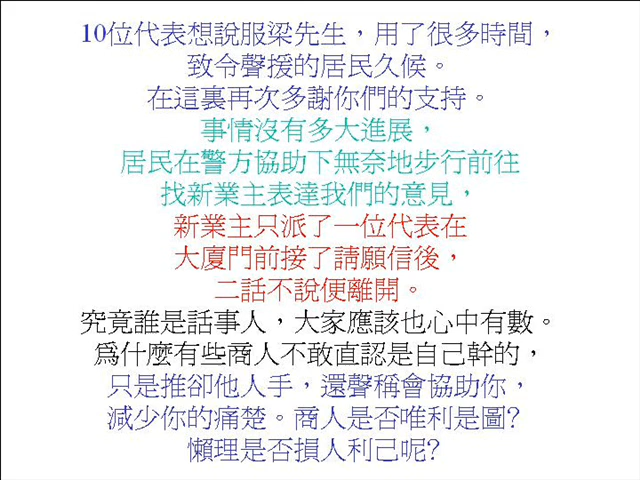 10位代表想說服梁先生，用了很多時間，
致令聲援的居民久候。
在這裏再次多謝你們的支持。
事情沒有多大進展，
居民在警方協助下無奈地步行前往
找新業主表達我們的意見，
新業主只派了一位代表在
大廈門前接了請願信後，
二話不說便離開。
究竟誰是話事人，大家應該也心中有數。
爲什麼有些商人不敢直認是自己幹的，
只是推卻他人手，還聲稱會協助你，
減少你的痛楚。商人是否唯利是圖?
懶理是否損人利己呢?